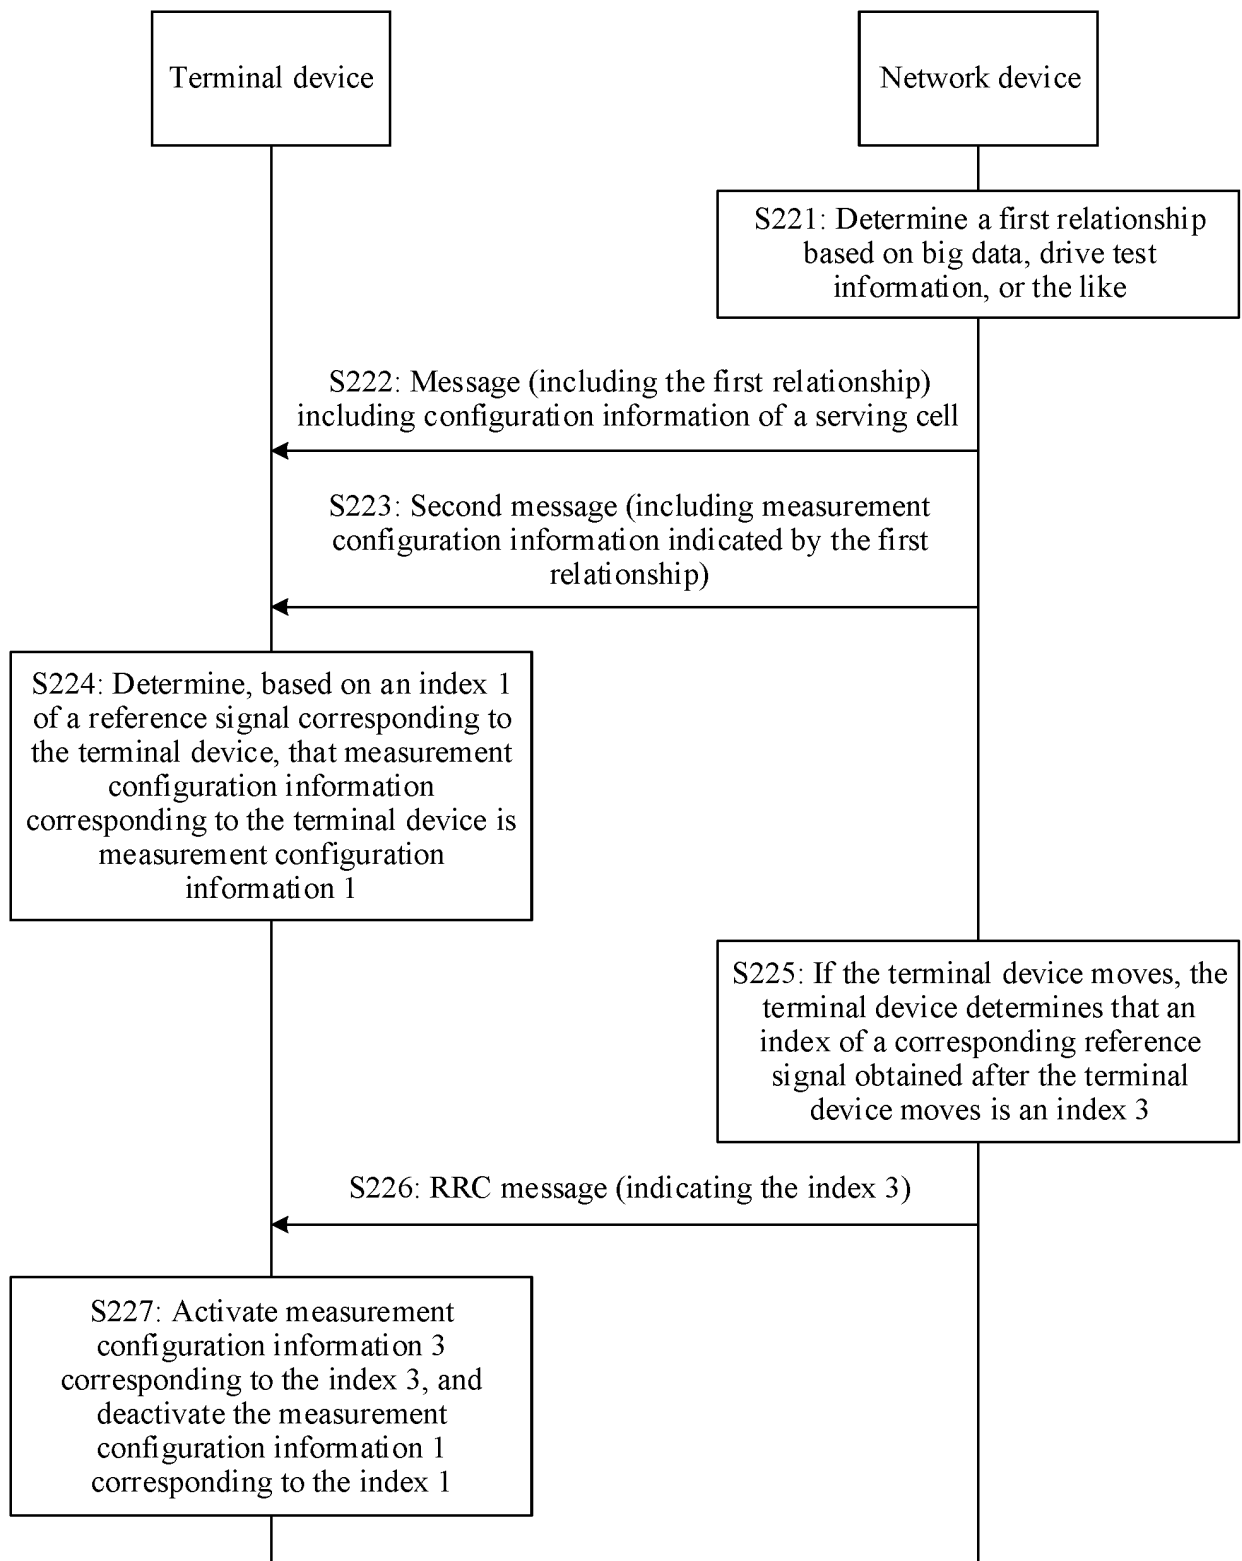 Terminal device
Network device
S221: Determine a first relationship
based on big data, drive test
information, or the like
S222: Message (including the first relationship)
including configuration information of a serving cell
S223: Second message (including measurement
configuration information indicated by the first
relationship)
S224: Determine, based on an index 1
of a reference signal corresponding to
the terminal device, that measurement
configuration information
corresponding to the terminal device is
measurement configuration
information 1
S225: If the terminal device moves, the
terminal device determines that an
index of a corresponding reference
signal obtained after the terminal
device moves is an index 3
S226: RRC message (indicating the index 3)
S227: Activate measurement
configuration information 3
corresponding to the index 3, and
deactivate the measurement
configuration information 1
corresponding to the index 1